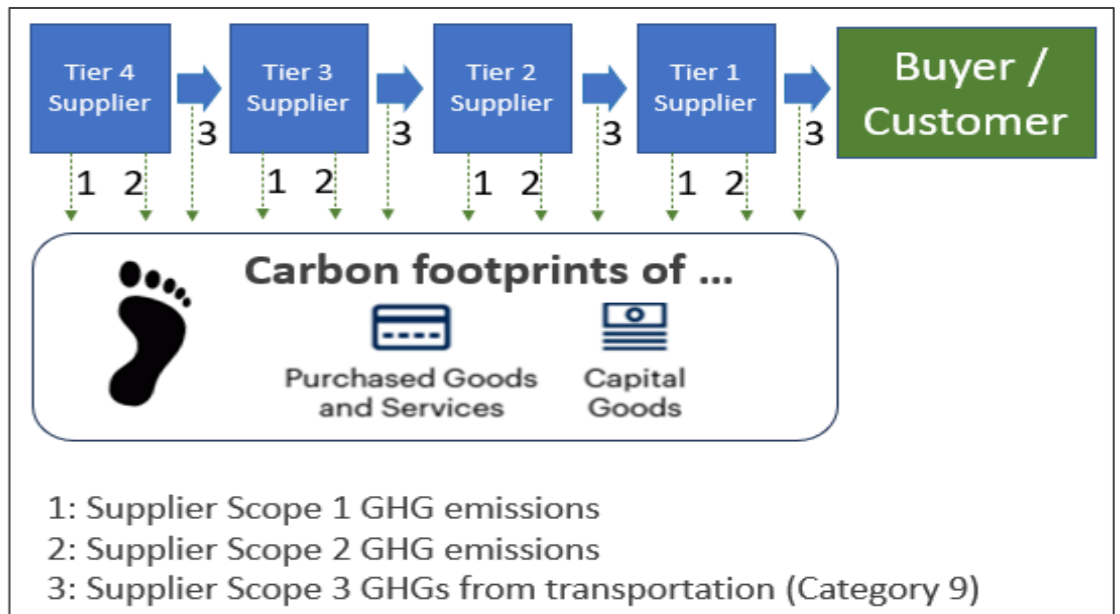 Tier 4
Supplier
Tier 3
Supplier
Tier 2
Supplier
Tier 1
Supplier
Buyer /
Customer
3
3
3
3
1 2
1 2
1 2
1 2
Carbon footprints of ...
Purchased Goods
and Services
Capital
Goods
1: Supplier Scope 1 GHG emissions
2: Supplier Scope 2 GHG emissions
3: Supplier Scope 3 GHGs from transportation (Category 9)